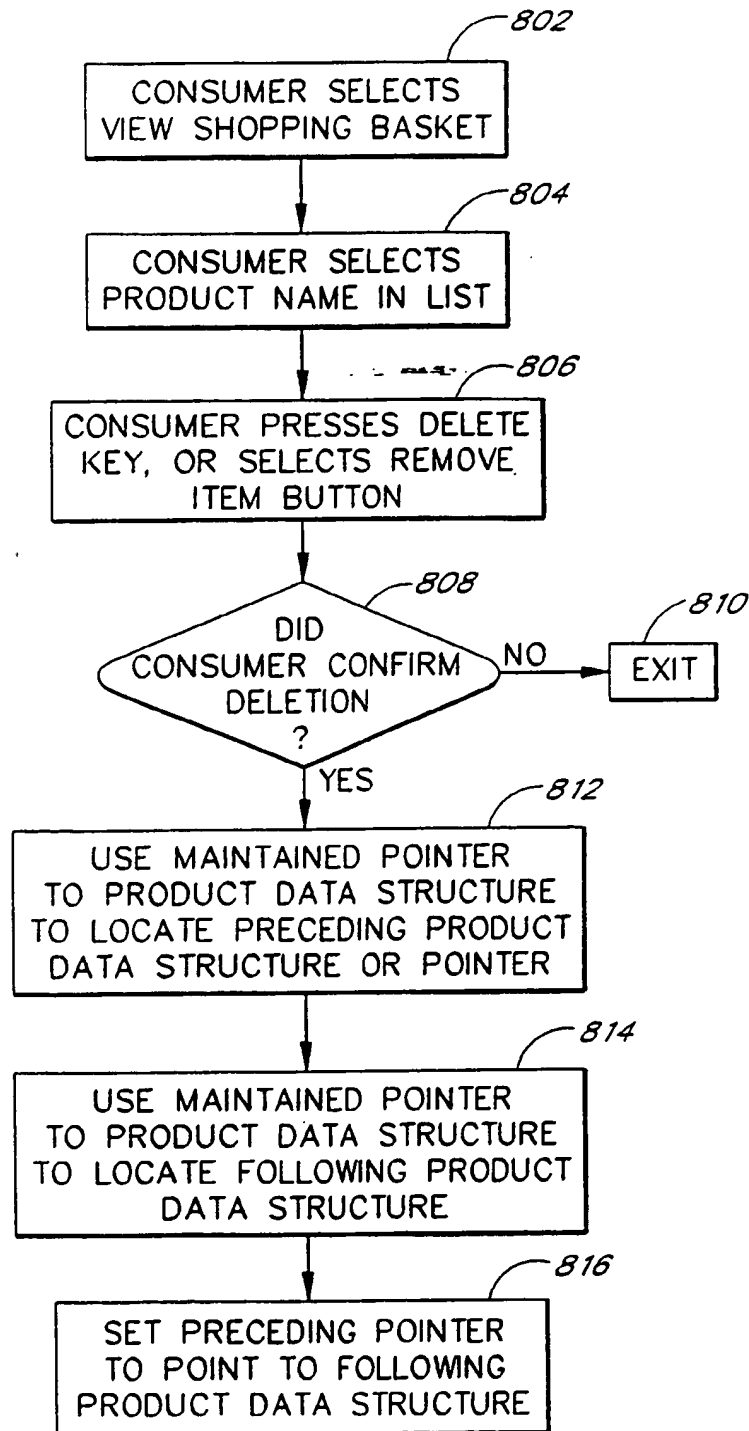 802
CONSUMER SELECTS
VIEW SHOPPING BASKET
804
CONSUMER SELECTS
PRODUCT NAME IN LIST
806
CONSUMER PRESSES DELETE
KEY, OR SELECTS REMOVE
ITEM BUTTON
808
DID
CONSUMER CONFIRM
DELETION
?
NO
810
EXIT
YES
812
USE MAINTAINED POINTER
TO PRODUCT DATA STRUCTURE
TO LOCATE PRECEDING PRODUCT
DATA STRUCTURE OR POINTER
814
USE MAINTAINED POINTER
TO PRODUCT DATA STRUCTURE
TO LOCATE FOLLOWING PRODUCT
DATA STRUCTURE
816
SET PRECEDING POINTER
TO POINT TO FOLLOWING
PRODUCT DATA STRUCTURE